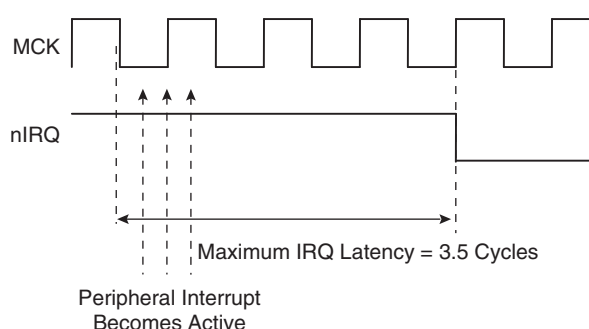 MCK
nIRQ
Maximum IRQ Latency = 3.5 Cycles
Peripheral Interrupt
Becomes Active